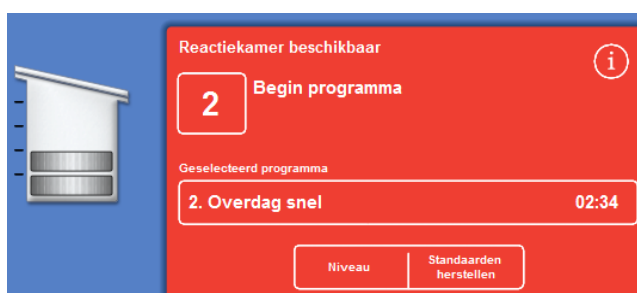 Reactiekamer beschikbaar
i
2
Begin programma
Geselecteerd programma
2. Overdag snel 02:34
Niveau
Standaarden
herstellen